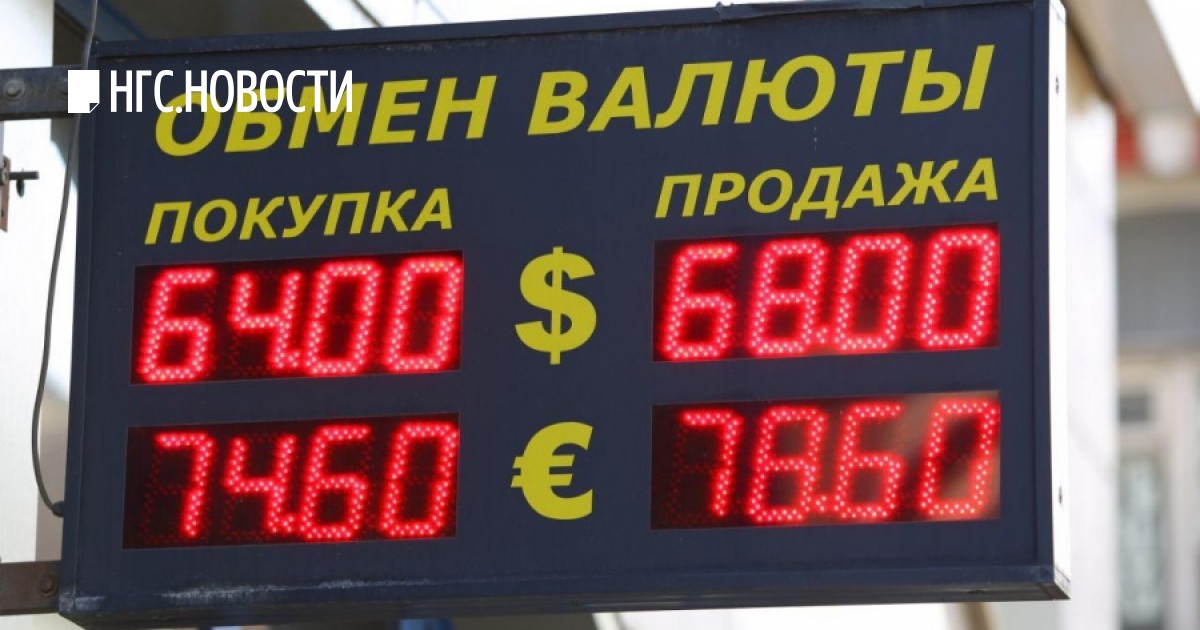 НГС.НОВОСТИ
ОБМЕН ВАЛЮТЫ
ПОКУПКА ПРОДАЖА
64.00 $ 68.00
74.60 € 78.60